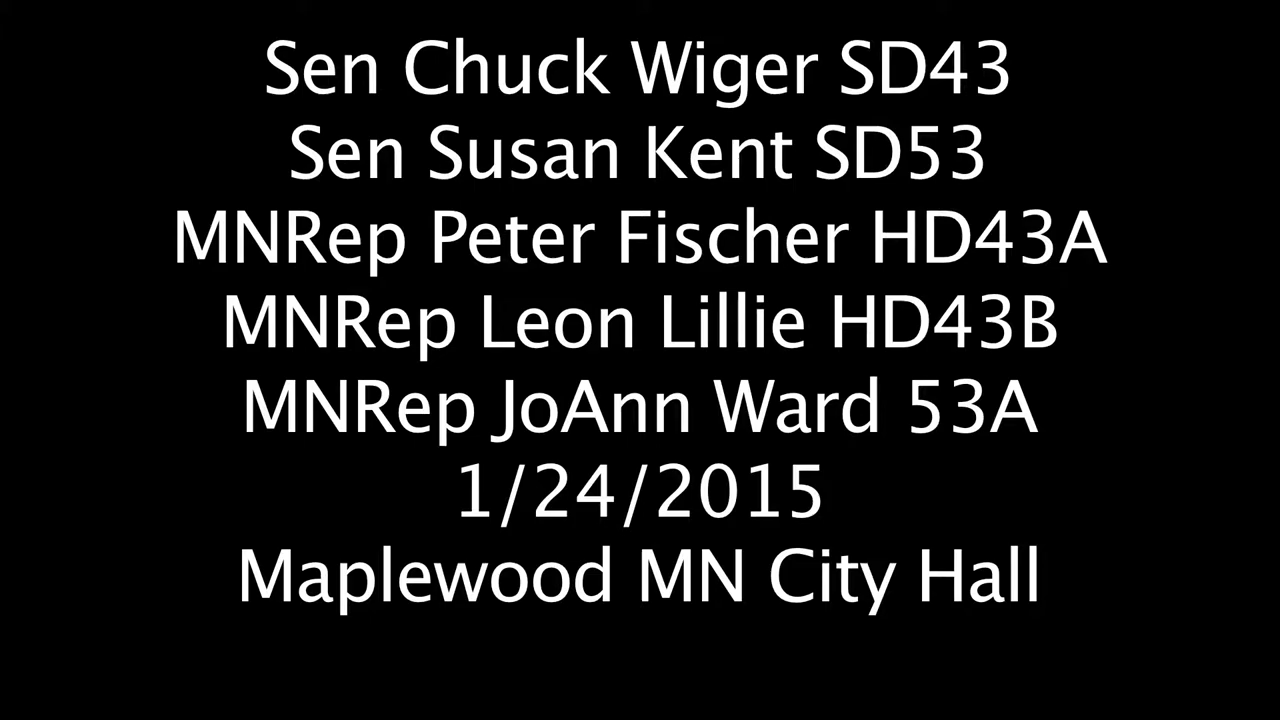 Sen Chuck Wiger SD43
Sen Susan Kent SD53
MNRep Peter Fischer HD43A
MNRep Leon Lillie HD43B
MNRep JoAnn Ward 53A
1/24/2015
Maplewood MN City Hall